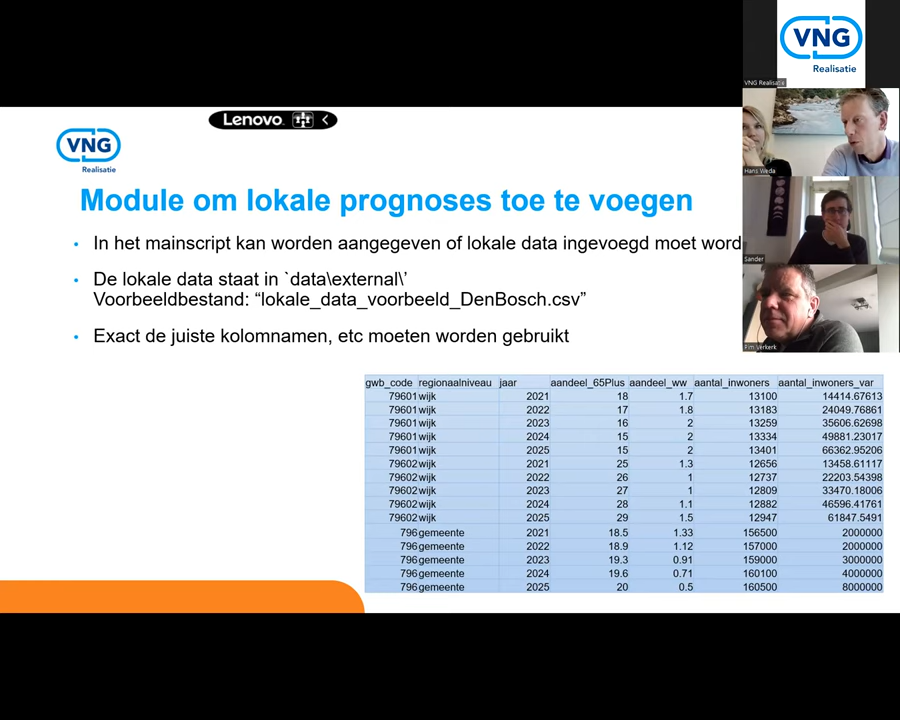 VNG
Realisatie
VNG Realisatie
Lenovo
VNG
Realisatie
Hans Weda
Module om lokale prognoses toe te voegen
In het mainscript kan worden aangegeven of lokale data ingevoegd moet word
Sander
De lokale data staat in `data\external\’
Voorbeeldbestand: “lokale_data_voorbeeld_DenBosch.csv”
Exact de juiste kolomnamen, etc moeten worden gebruikt
Pim Verkerk
gwb_code regionaalniveau jaar aandeel_65Plus aandeel_ww aantal_inwoners aantal_inwoners_var
79601 wijk 2021 18 1.7 13100 14414.67613
79601 wijk 2022 17 1.8 13183 24049.76861
79601 wijk 2023 16 2 13259 35606.62698
79601 wijk 2024 15 2 13334 49881.23017
79601 wijk 2025 15 2 13401 66362.95206
79602 wijk 2021 25 1.3 12656 13458.61117
79602 wijk 2022 26 1 12737 22203.54398
79602 wijk 2023 27 1 12809 33470.18006
79602 wijk 2024 28 1.1 12882 46596.41761
79602 wijk 2025 29 1.5 12947 61847.5491
796 gemeente 2021 18.5 1.33 156500 2000000
796 gemeente 2022 18.9 1.12 157000 2000000
796 gemeente 2023 19.3 0.91 159000 3000000
796 gemeente 2024 19.6 0.71 160100 4000000
796 gemeente 2025 20 0.5 160500 8000000